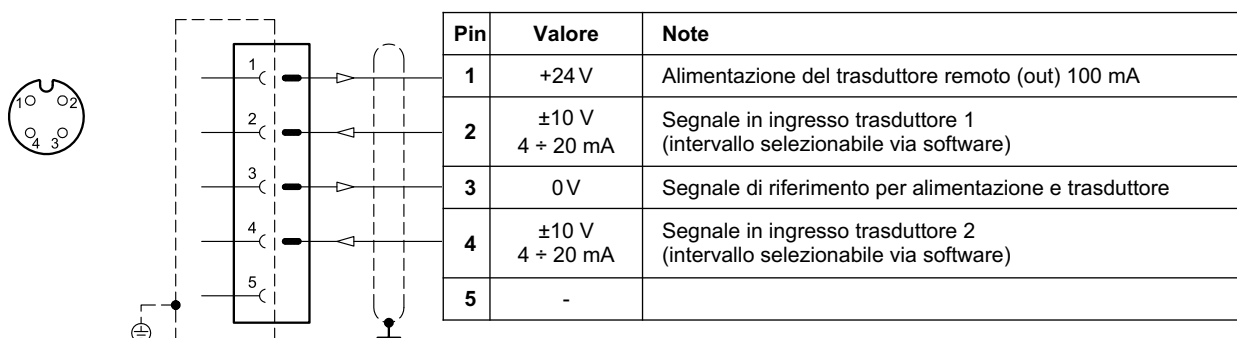 1 2
4 3
1
2
3
4
5
Pin Valore Note
1 +24 V Alimentazione del trasduttore remoto (out) 100 mA
2 ±10 V
4 ÷ 20 mA Segnale in ingresso trasduttore 1
(intervallo selezionabile via software)
3 0 V Segnale di riferimento per alimentazione e trasduttore
4 ±10 V
4 ÷ 20 mA Segnale in ingresso trasduttore 2
(intervallo selezionabile via software)
5 -